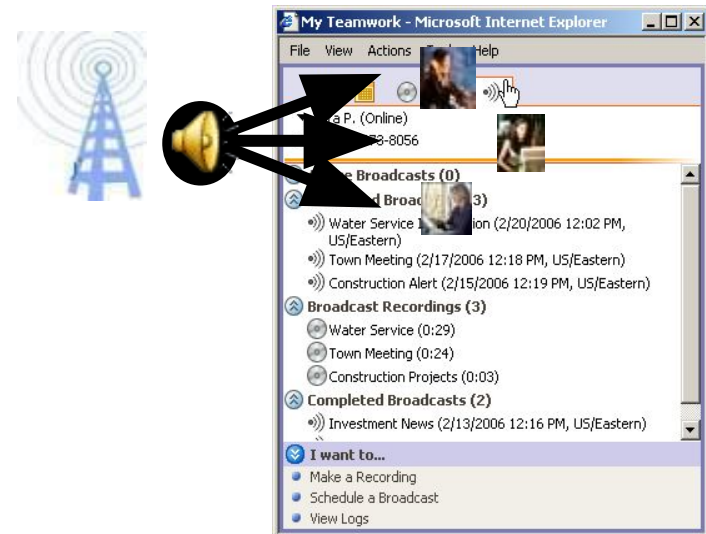 My Teamwork - Microsoft Internet Explorer
File View Actions Help
a P. (Online)
73-8056
Broadcasts (0)
3)
Water Service ion (2/20/2006 12:02 PM,
US/Eastern)
Town Meeting (2/17/2006 12:18 PM, US/Eastern)
Construction Alert (2/15/2006 12:19 PM, US/Eastern)
Broadcast Recordings (3)
Water Service (0:29)
Town Meeting (0:24)
Construction Projects (0:03)
Completed Broadcasts (2)
Investment News (2/13/2006 12:16 PM, US/Eastern)
I want to...
Make a Recording
Schedule a Broadcast
View Logs